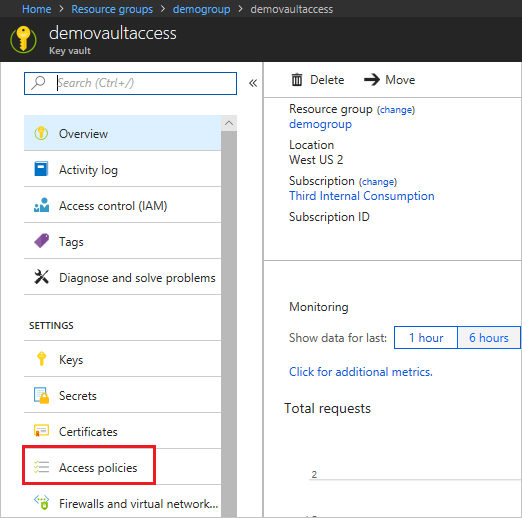 Home > Resource groups > demogroup > demovaultaccess
demovaultaccess
Key vault
Search (Ctrl+/)
«
Overview
Activity log
Access control (IAM)
Tags
Diagnose and solve problems
SETTINGS
Keys
Secrets
Certificates
Access policies
Firewalls and virtual network...
Delete
Move
Resource group (change)
demogroup
Location
West US 2
Subscription (change)
Third Internal Consumption
Subscription ID
Monitoring
Show data for last: 1 hour 6 hours
Click for additional metrics.
Total requests
2